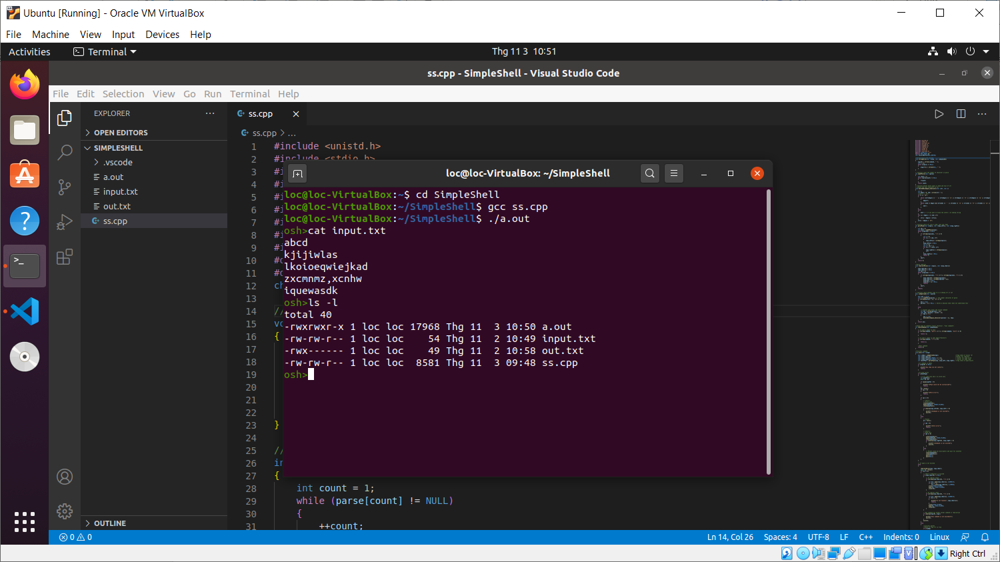 Ubuntu [Running] - Oracle VM VirtualBox
File Machine View Input Devices Help
Activities Terminal Thg 11 3 10:51
ss.cpp - SimpleShell - Visual Studio Code
File Edit Selection View Go Run Terminal Help
EXPLORER
OPEN EDITORS
SIMPLESHELL
.vscode
a.out
input.txt
out.txt
ss.cpp
OUTLINE
ss.cpp
ss.cpp > ...
1 #include <unistd.h>
2 #include <stdio.h>
3 #i
4 #i
5 #i
6 #i
7 #i
8 #i
9 #i
10 #d
11 #d
12 ch
13
14 //
15 vo
16 {
17
18
19
20
21
22
23 }
24
25 //
26 in
27 {
28 int count = 1;
29 while (parse[count] != NULL)
30 {
31 ++count;
loc@loc-VirtualBox: ~/SimpleShell
loc@loc-VirtualBox:~$ cd SimpleShell
loc@loc-VirtualBox:~/SimpleShell$ gcc ss.cpp
loc@loc-VirtualBox:~/SimpleShell$ ./a.out
osh>cat input.txt
abcd
kjijiwlas
lkoioeqwiejkad
zxcmnmz,xcnhw
iquewasdk
osh>ls -l
total 40
-rwxrwxr-x 1 loc loc 17968 Thg 11  3 10:50 a.out
-rw-rw-r-- 1 loc loc    54 Thg 11  2 10:49 input.txt
-rwx------ 1 loc loc    49 Thg 11  2 10:58 out.txt
-rw-rw-r-- 1 loc loc  8581 Thg 11  3 09:48 ss.cpp
osh>
0 0 Ln 14, Col 26 Spaces: 4 UTF-8 LF C++ Indents: 0 Linux
Right Ctrl